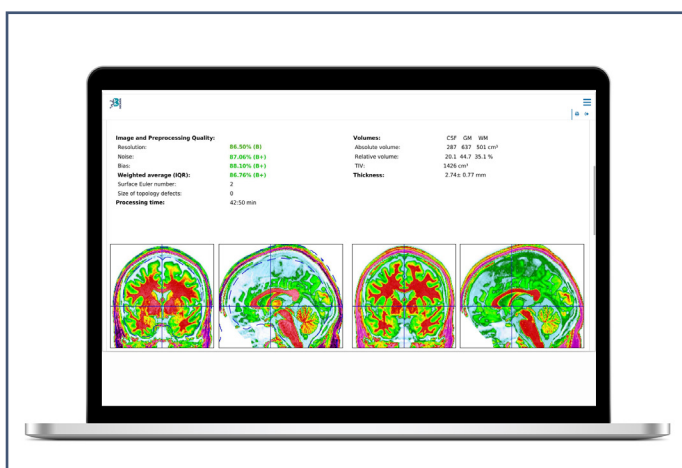 Image and Preprocessing Quality:
Resolution: 86.50% (B)
Noise: 87.06% (B+)
Bias: 88.10% (B+)
Weighted average (IQR): 86.76% (B+)
Surface Euler number: 2
Size of topology defects: 0
Processing time: 42:50 min
Volumes: CSF GM WM
Absolute volume: 287 637 501 cm³
Relative volume: 20.1 44.7 35.1 %
TIV: 1426 cm³
Thickness: 2.74± 0.77 mm